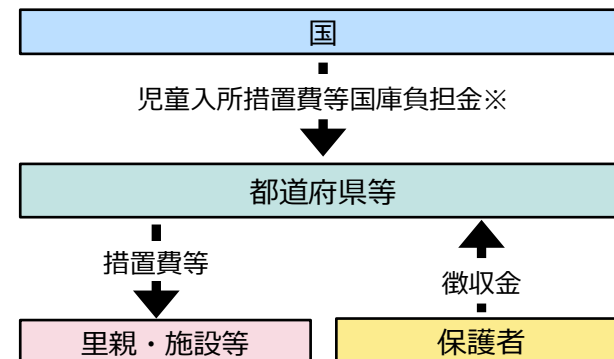 国
児童入所措置費等国庫負担金※
都道府県等
措置費等
徴収金
里親・施設等
保護者